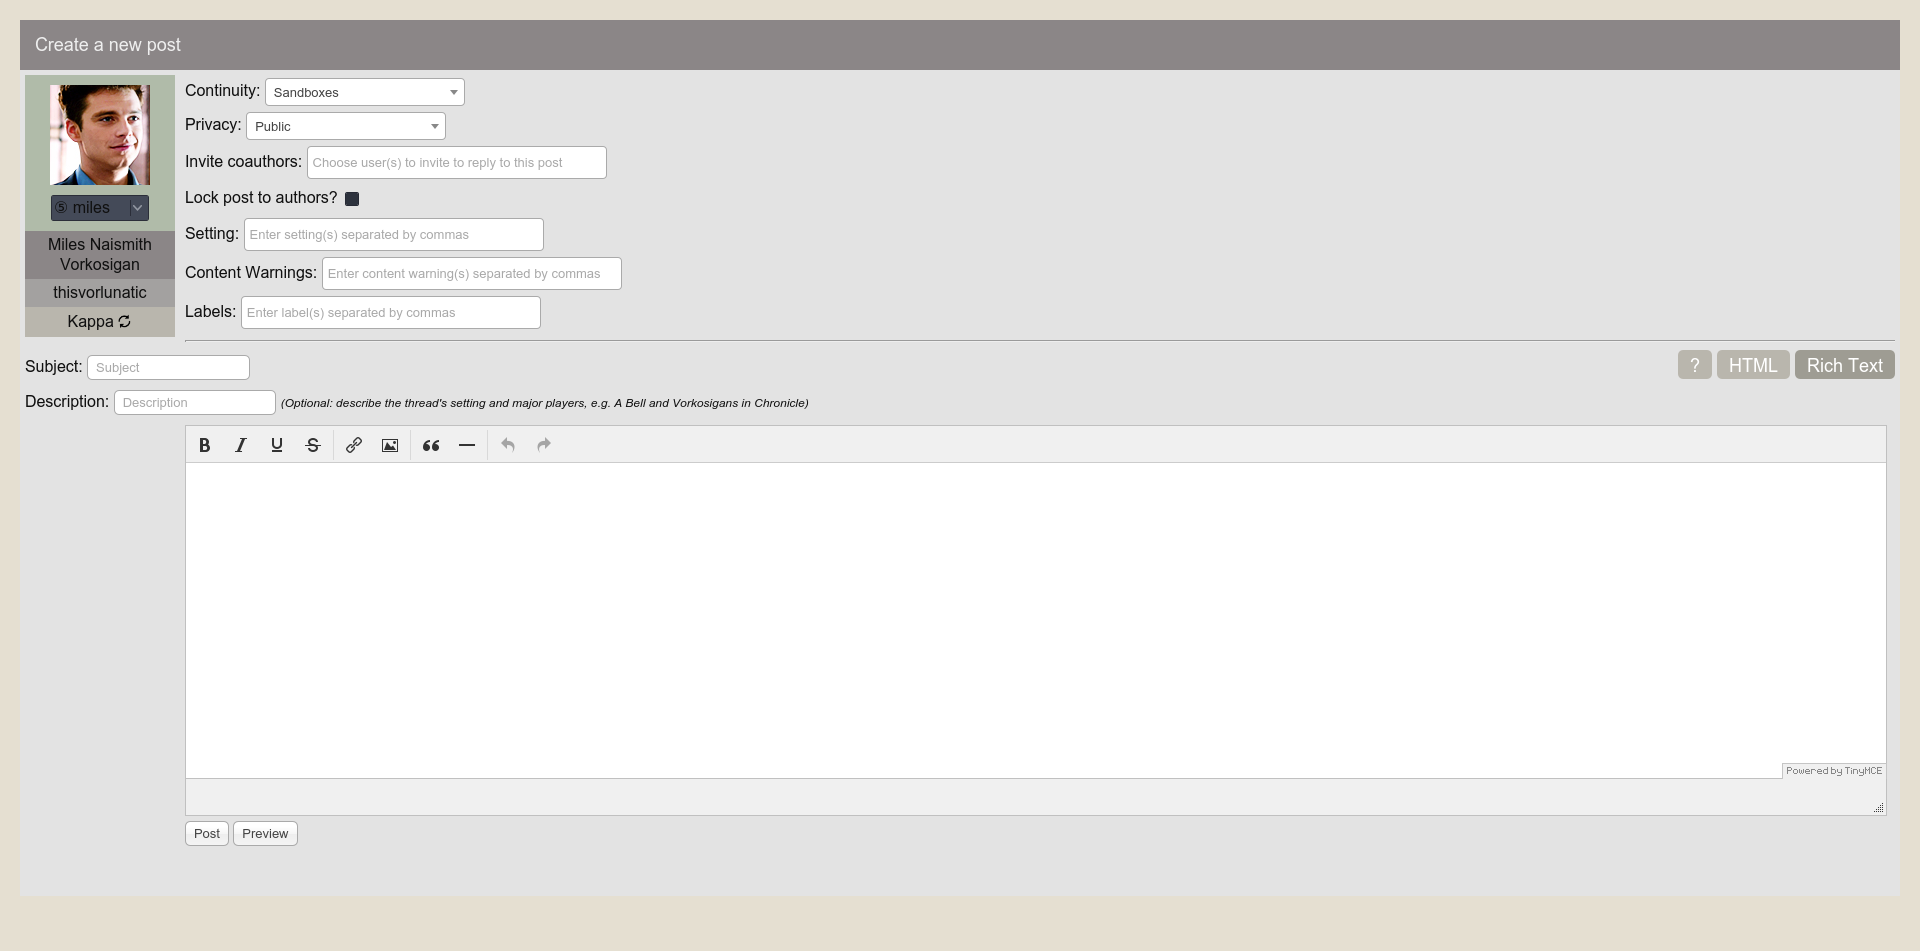 Create a new post
Continuity: Sandboxes
Privacy: Public
Invite coauthors: Choose user(s) to invite to reply to this post
Lock post to authors?
Setting: Enter setting(s) separated by commas
Content Warnings: Enter content warning(s) separated by commas
Labels: Enter label(s) separated by commas
⑤ miles
Miles Naismith
Vorkosigan
thisvorlunatic
Kappa
Subject: Subject
? HTML Rich Text
Description: Description (Optional: describe the thread's setting and major players, e.g. A Bell and Vorkosigans in Chronicle)
B I U S
Powered by TinyMCE
Post Preview